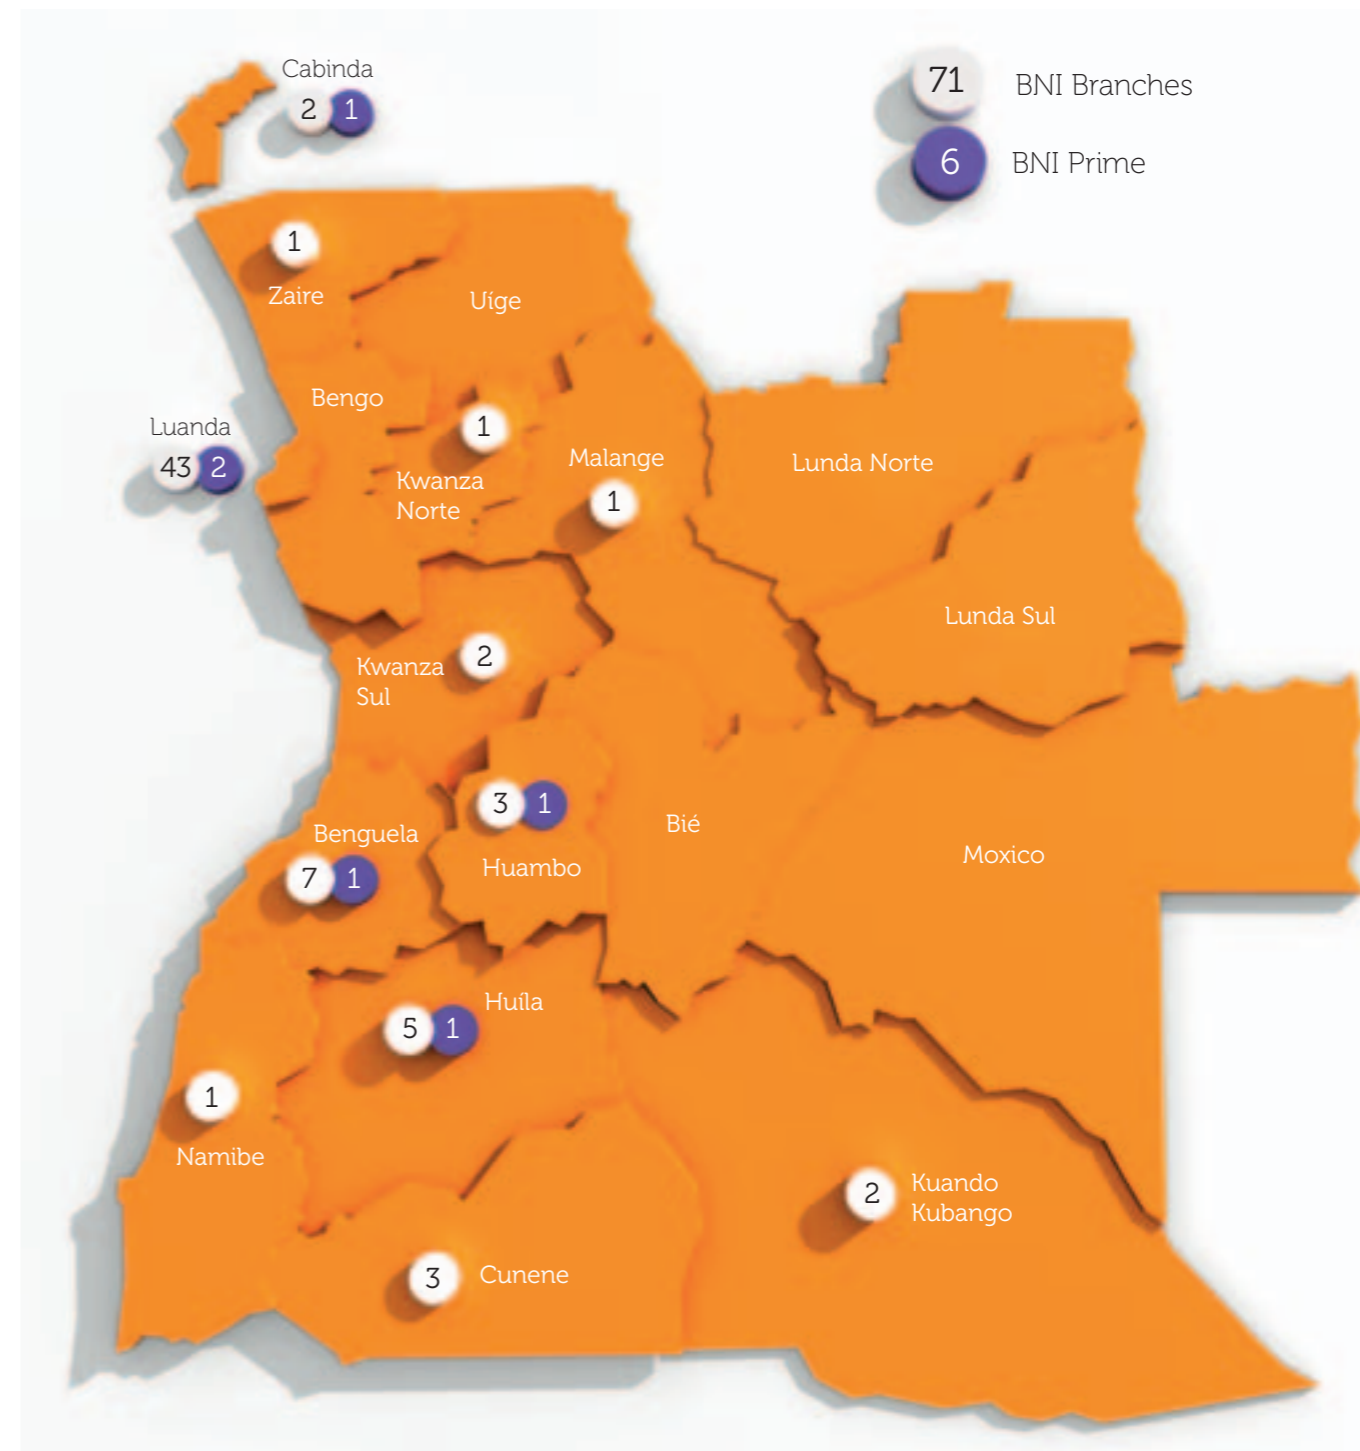 Cabinda
2 1
71 BNI Branches
6 BNI Prime
1
Zaire
Uíge
Bengo
Luanda
43 2
1
Kwanza
Norte
Malange
1
Lunda Norte
Lunda Sul
Kwanza
Sul
2
3 1
Huambo
Benguela
7 1
Bié
Moxico
Huíla
5 1
1
Namibe
2
Kuando
Kubango
3
Cunene